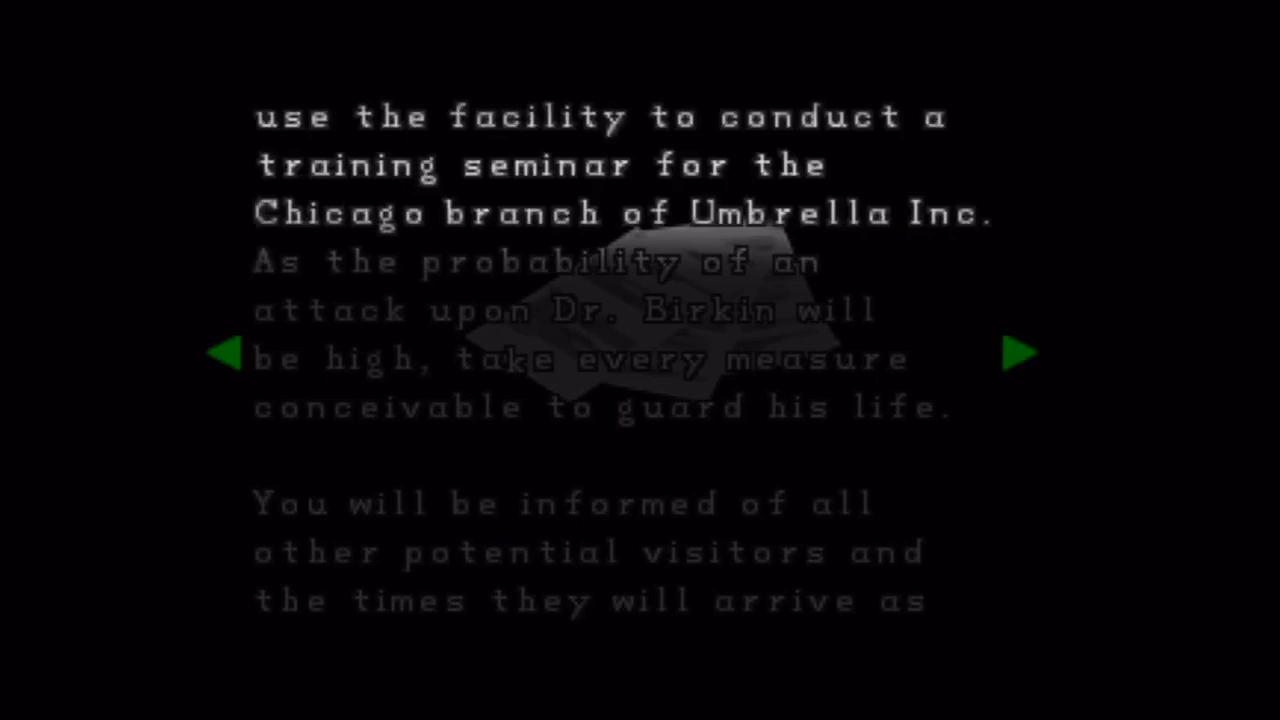 use the facility to conduct a
training seminar for the
Chicago branch of Umbrella Inc.
As the probability of an
attack upon Dr. Birkin will
be high, take every measure
conceivable to guard his life.
You will be informed of all
other potential visitors and
the times they will arrive as